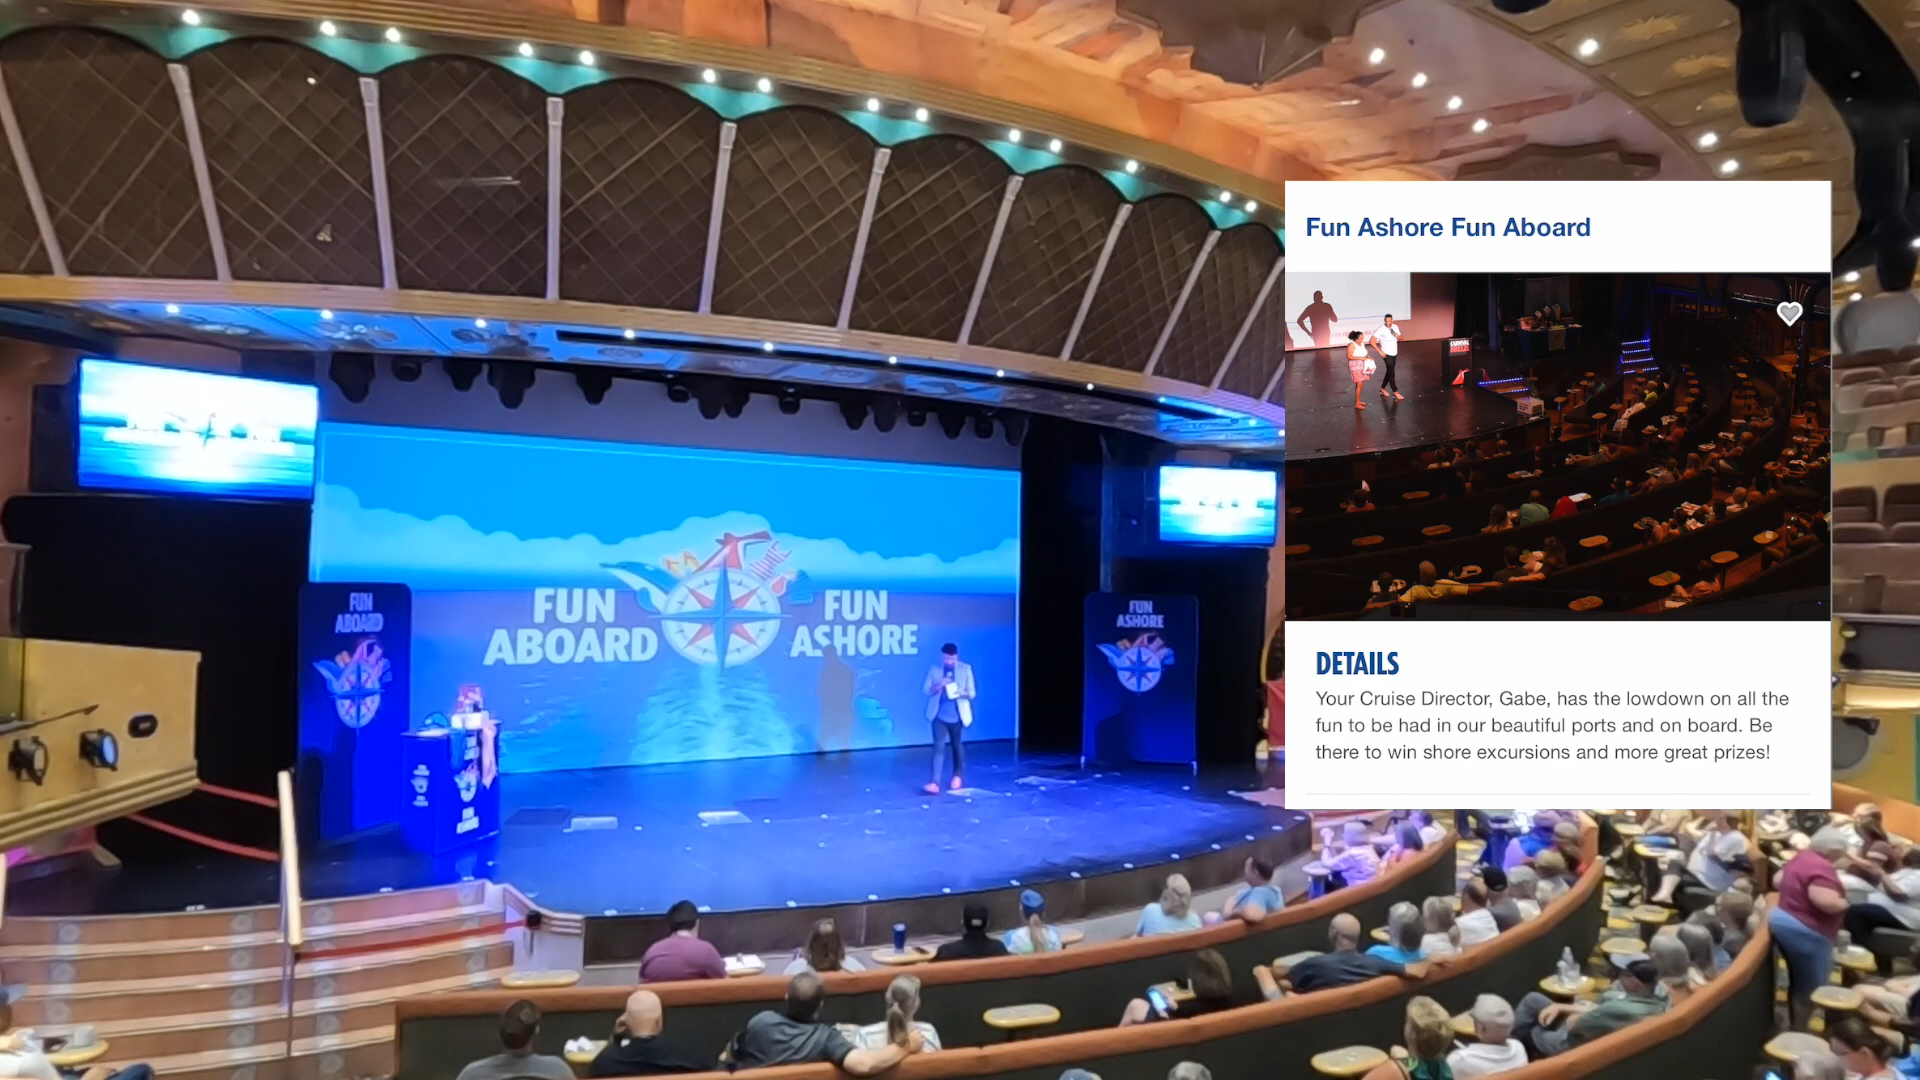 FUN
ABOARD
FUN
ASHORE
FUN
ABOARD
FUN
ASHORE
Fun Ashore Fun Aboard
CARNIVAL
DETAILS
Your Cruise Director, Gabe, has the lowdown on all the
fun to be had in our beautiful ports and on board. Be
there to win shore excursions and more great prizes!